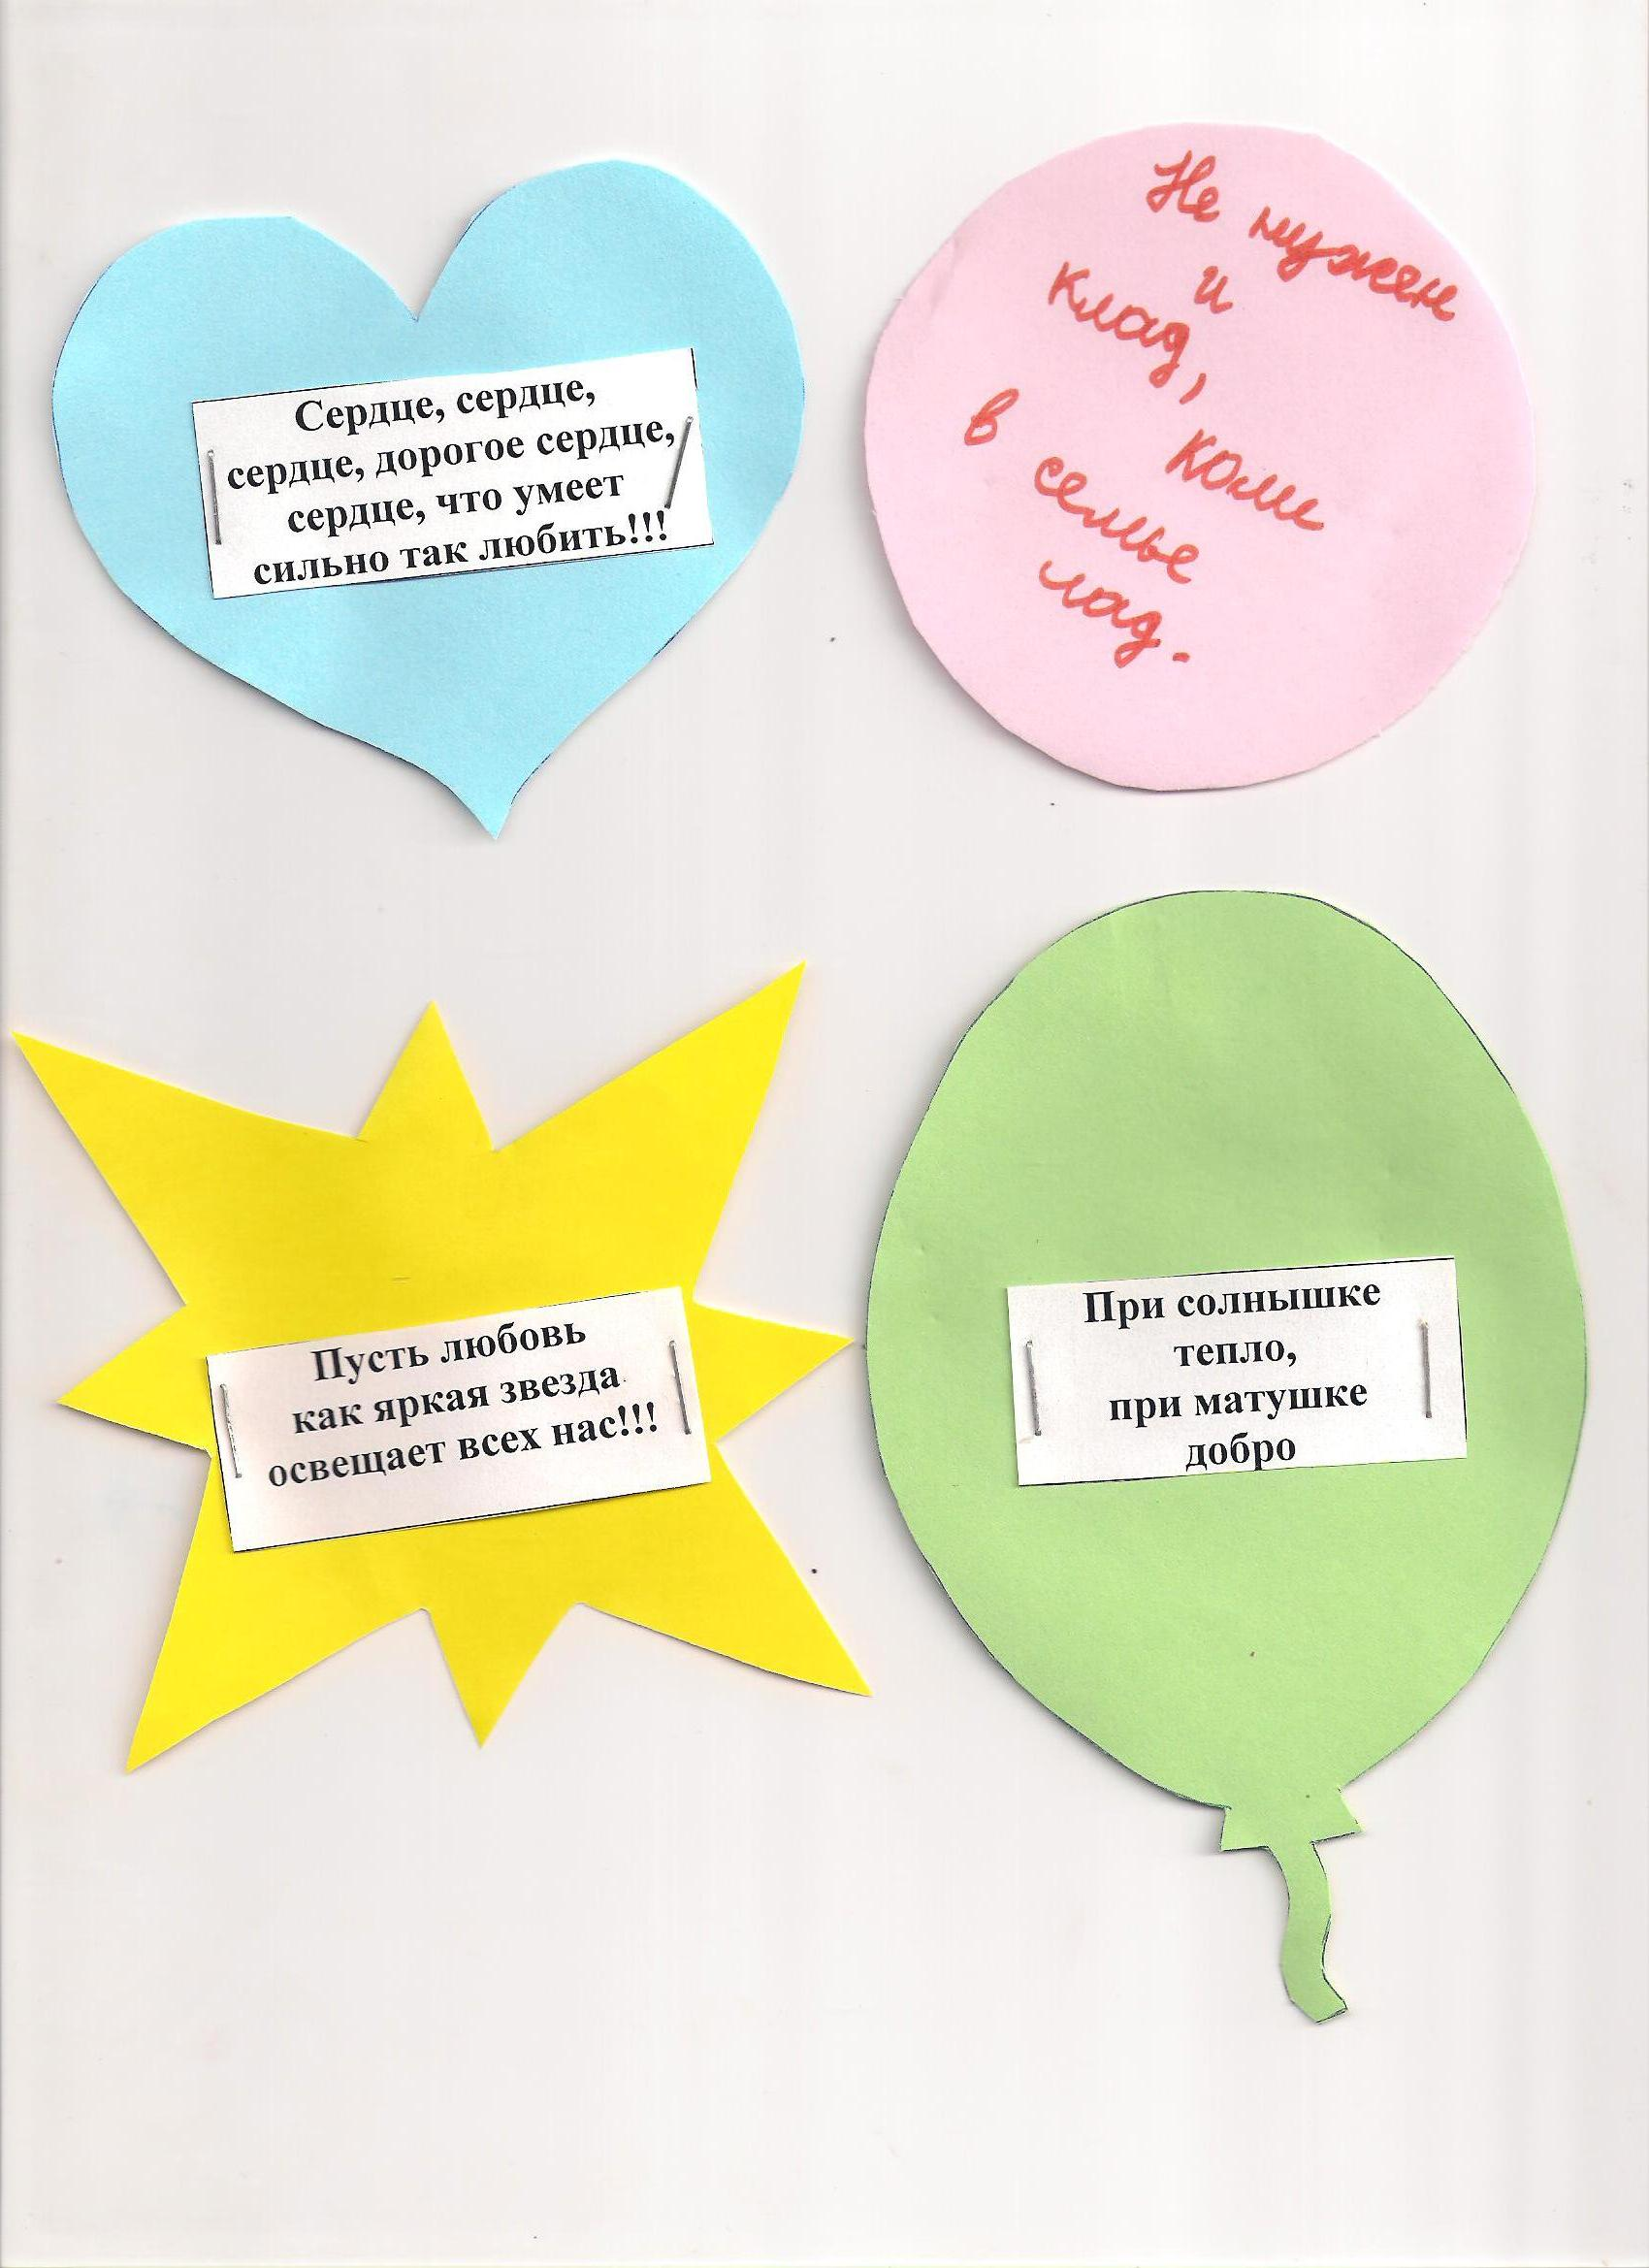 Сердце, сердце,
сердце, дорогое сердце,
сердце, что умеет
сильно так любить!!!
Не нужен
и
клад,
коли
в
семье
лад.
Пусть любовь
как яркая звезда
освещает всех нас!!!
При солнышке
тепло,
при матушке
добро